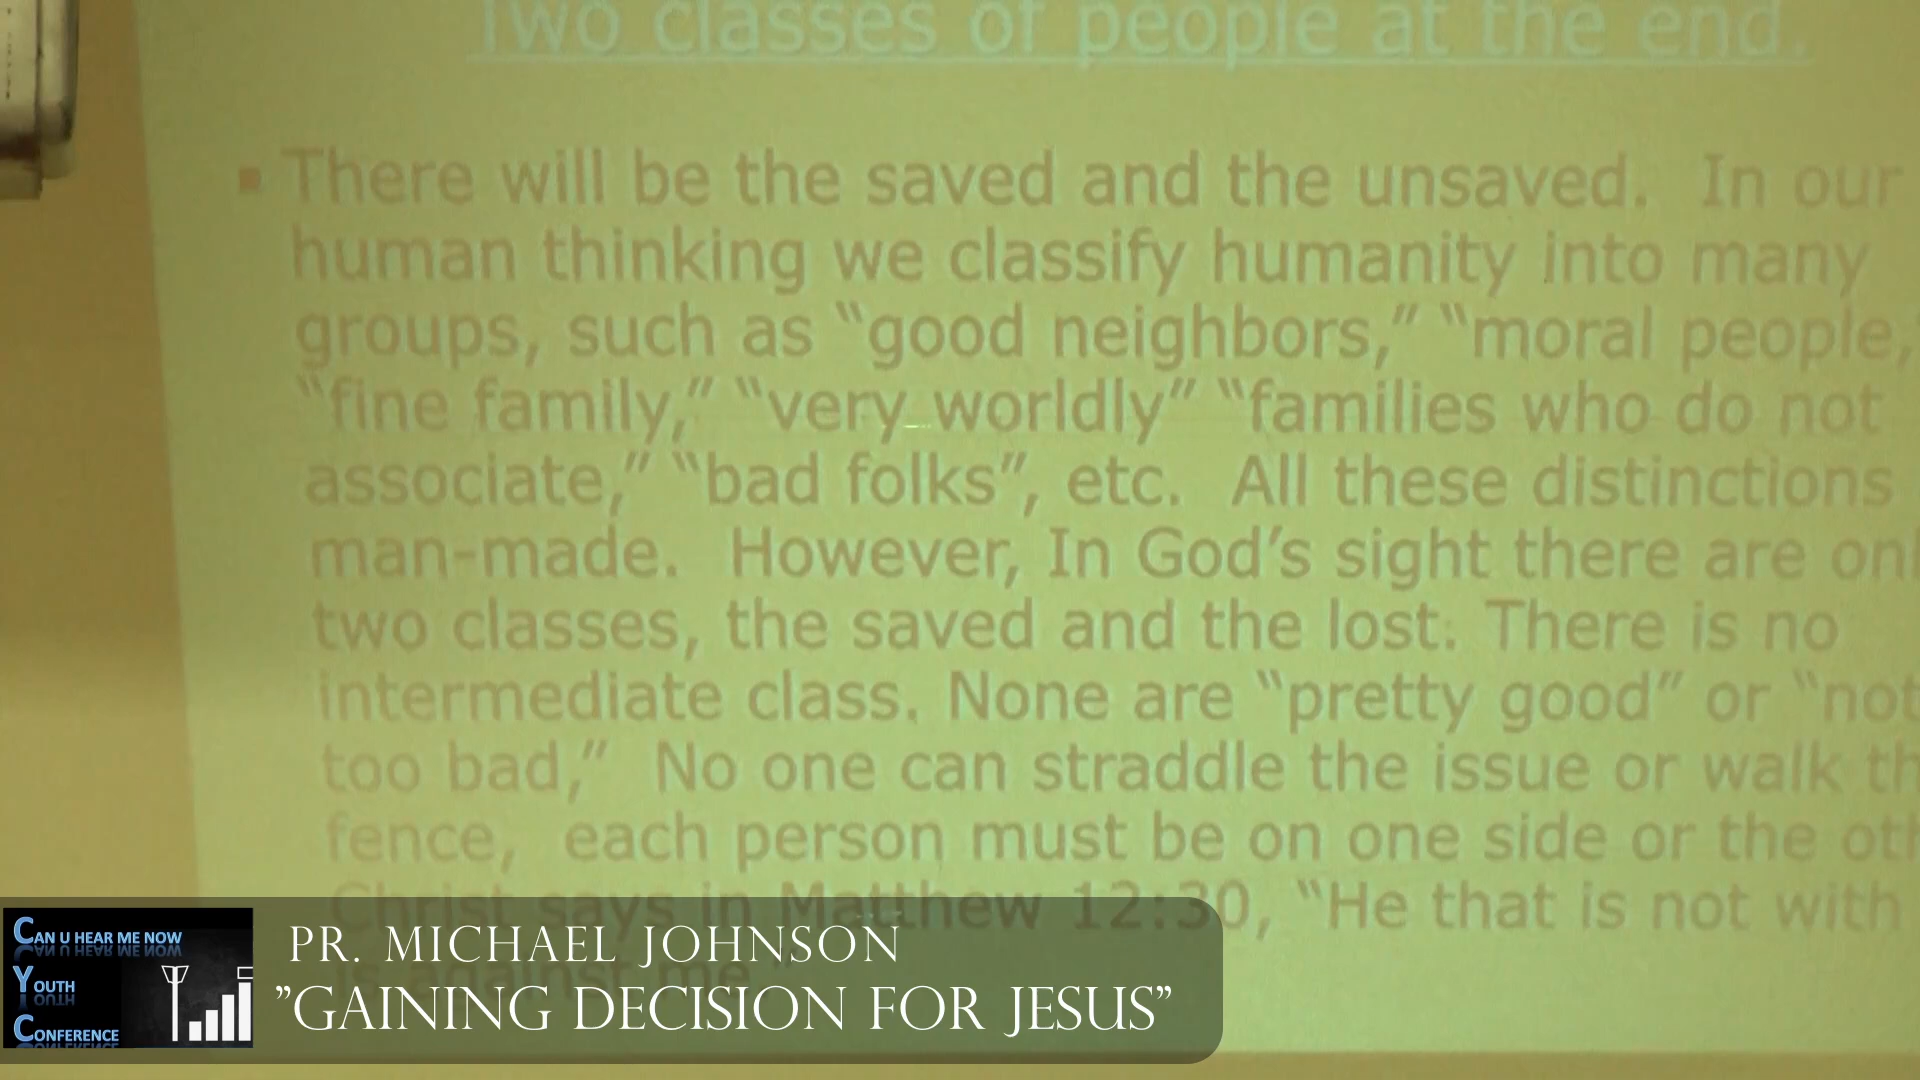 Two classes of people at the end.
▪ There will be the saved and the unsaved. In our
human thinking we classify humanity into many
groups, such as “good neighbors,” “moral people,
“fine family,” “very worldly” “families who do not
associate,” “bad folks”, etc. All these distinctions
man-made. However, In God’s sight there are
two classes, the saved and the lost. There is no
intermediate class. None are “pretty good” or “not
too bad,” No one can straddle the issue or walk
fence, each person must be on one side or the
Christ says in Matthew 12:30, “He that is not with
against me.”
CAN U HEAR ME NOW
YOUTH
CONFERENCE
PR. MICHAEL JOHNSON
"GAINING DECISION FOR JESUS"